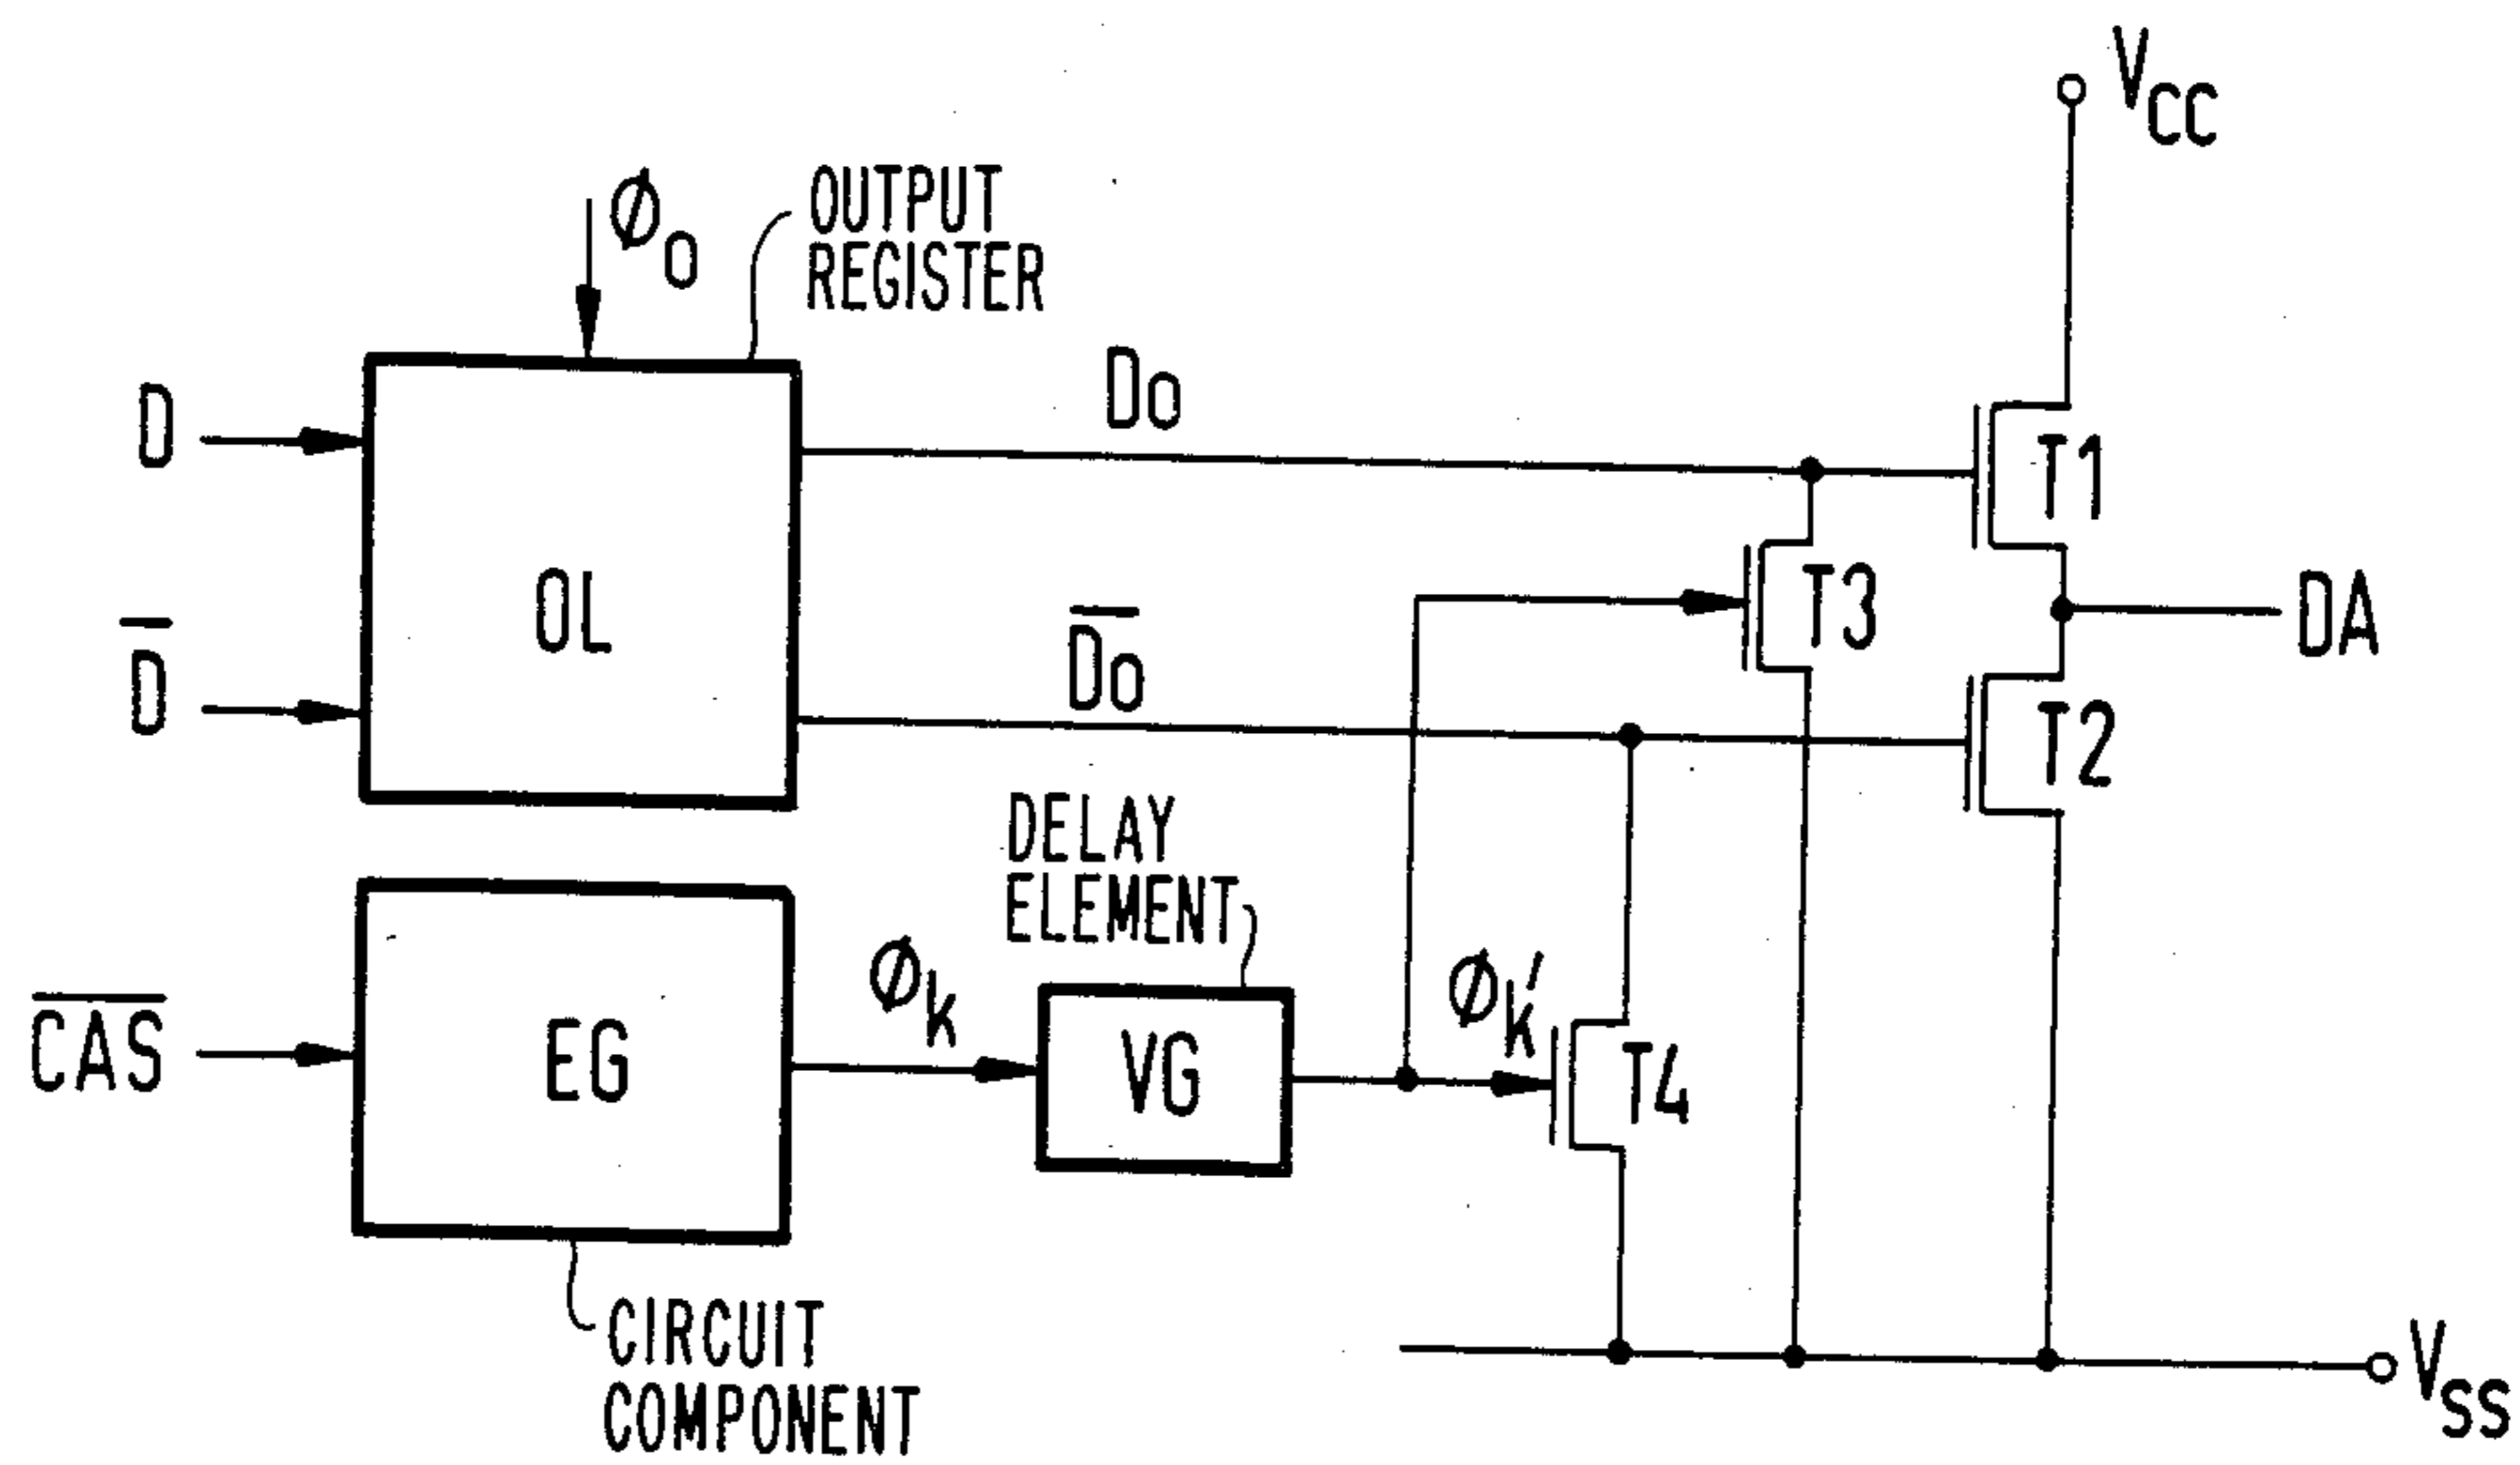 V_CC
ø_o
OUTPUT
REGISTER
D
Do
T1
OL
T3
DA
D̅
D̅o̅
T2
DELAY
ELEMENT
C̅A̅S̅
EG
ø_k
VG
ø_k'
T4
CIRCUIT
COMPONENT
V_SS